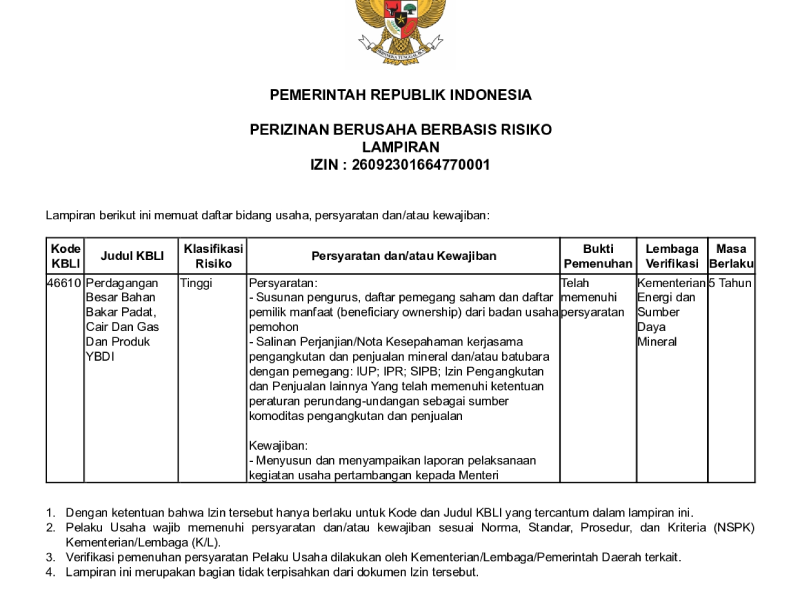 PEMERINTAH REPUBLIK INDONESIA
PERIZINAN BERUSAHA BERBASIS RISIKO
LAMPIRAN
IZIN : 26092301664770001
Lampiran berikut ini memuat daftar bidang usaha, persyaratan dan/atau kewajiban:
Kode KBLI
Judul KBLI
Klasifikasi Risiko
Persyaratan dan/atau Kewajiban
Bukti Pemenuhan
Lembaga Verifikasi
Masa Berlaku
46610
Perdagangan
Besar Bahan
Bakar Padat,
Cair Dan Gas
Dan Produk
YBDI
Tinggi
Persyaratan:
- Susunan pengurus, daftar pemegang saham dan daftar
pemilik manfaat (beneficiary ownership) dari badan usaha
pemohon
- Salinan Perjanjian/Nota Kesepahaman kerjasama
pengangkutan dan penjualan mineral dan/atau batubara
dengan pemegang: IUP; IPR; SIPB; Izin Pengangkutan
dan Penjualan lainnya Yang telah memenuhi ketentuan
peraturan perundang-undangan sebagai sumber
komoditas pengangkutan dan penjualan
Kewajiban:
- Menyusun dan menyampaikan laporan pelaksanaan
kegiatan usaha pertambangan kepada Menteri
Telah
memenuhi
persyaratan
Kementerian
Energi dan
Sumber
Daya
Mineral
5 Tahun
1. Dengan ketentuan bahwa Izin tersebut hanya berlaku untuk Kode dan Judul KBLI yang tercantum dalam lampiran ini.
2. Pelaku Usaha wajib memenuhi persyaratan dan/atau kewajiban sesuai Norma, Standar, Prosedur, dan Kriteria (NSPK)
Kementerian/Lembaga (K/L).
3. Verifikasi pemenuhan persyaratan Pelaku Usaha dilakukan oleh Kementerian/Lembaga/Pemerintah Daerah terkait.
4. Lampiran ini merupakan bagian tidak terpisahkan dari dokumen Izin tersebut.